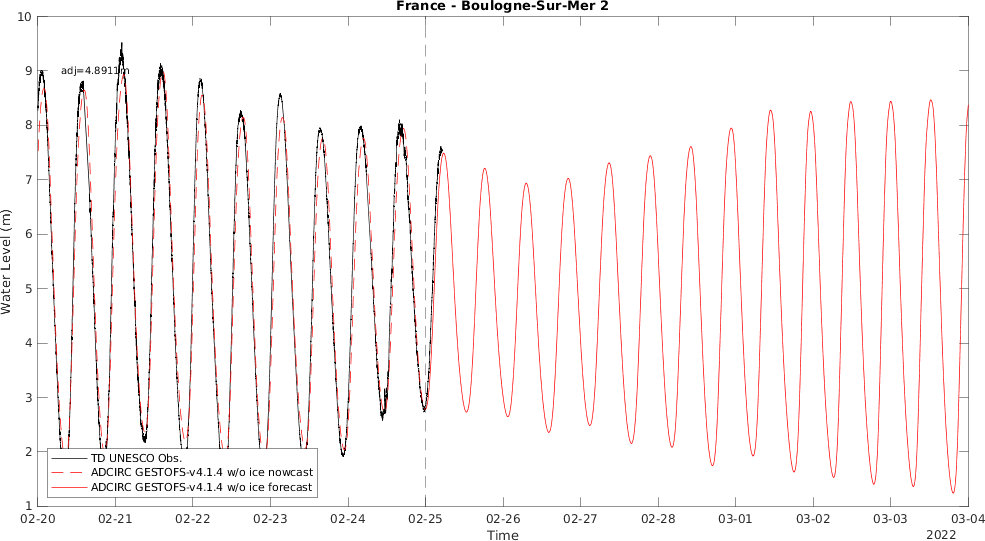 France - Boulogne-Sur-Mer 2
10
9
8
7
6
5
4
3
2
1
Water Level (m)
adj=4.8911m
TD UNESCO Obs.
ADCIRC GESTOFS-v4.1.4 w/o ice nowcast
ADCIRC GESTOFS-v4.1.4 w/o ice forecast
02-20 02-21 02-22 02-23 02-24 02-25 02-26 02-27 02-28 03-01 03-02 03-03 03-04
Time
2022